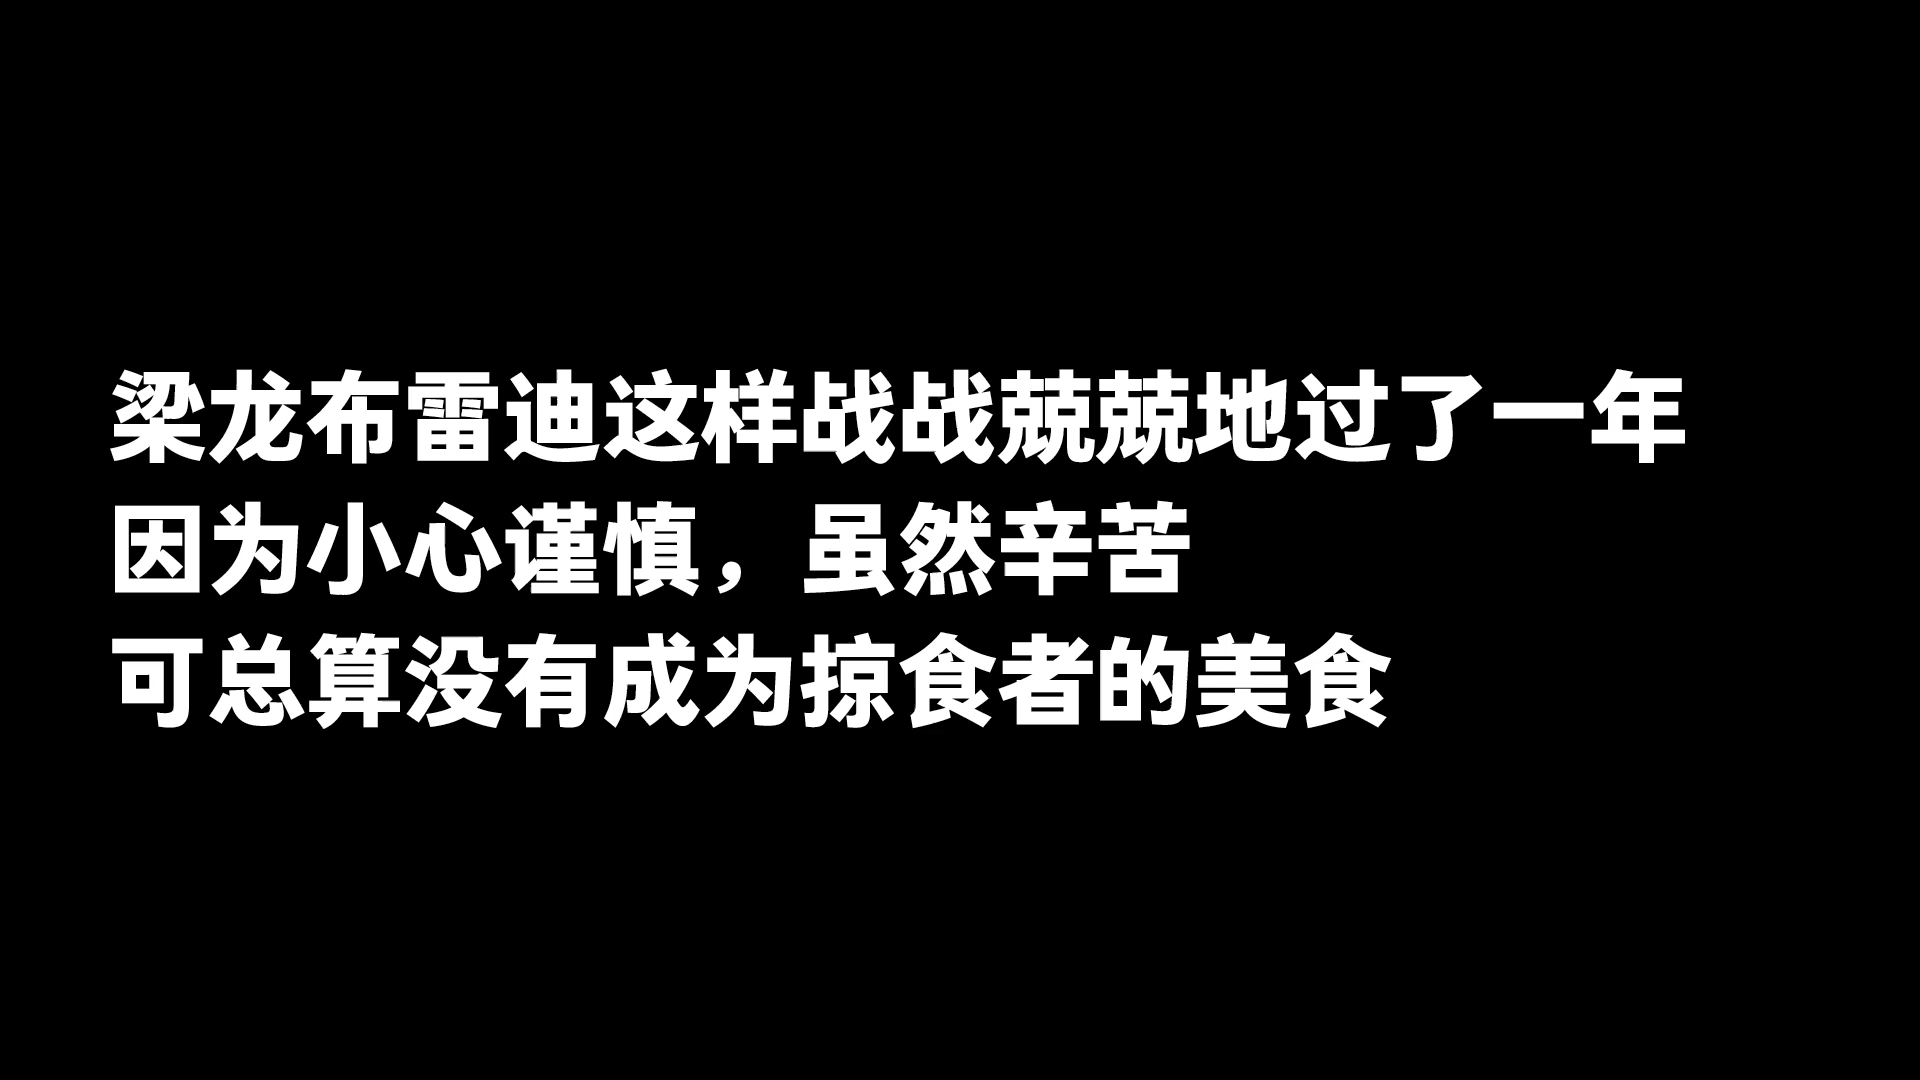 梁龙布雷迪这样战战兢兢地过了一年
因为小心谨慎，虽然辛苦
可总算没有成为掠食者的美食